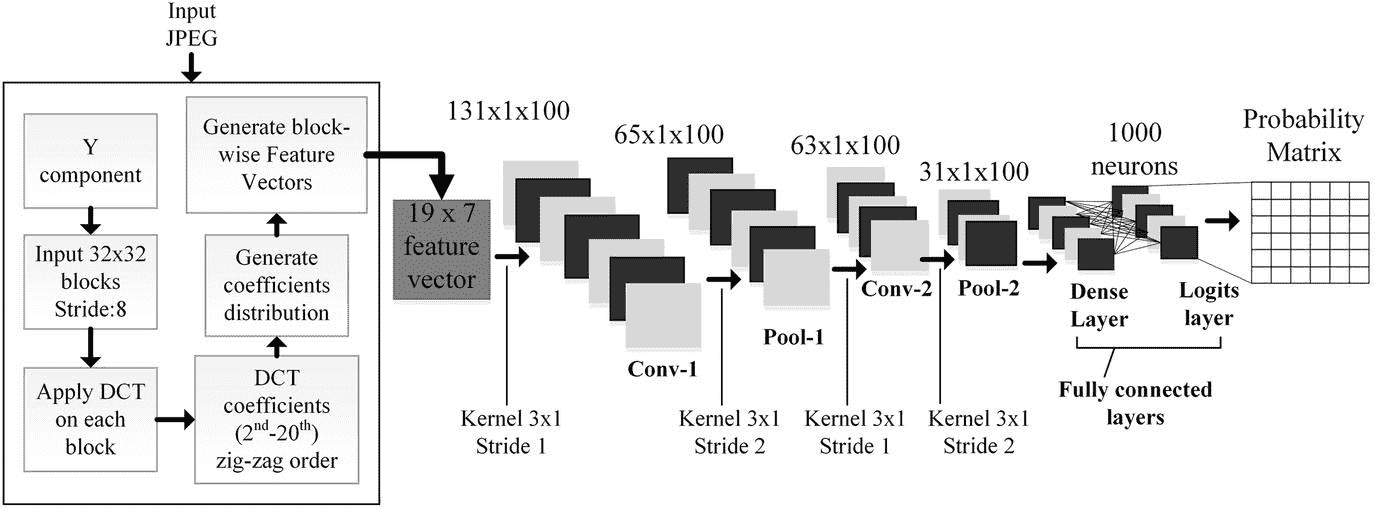 Input
JPEG
Y
component
Input 32x32
blocks
Stride:8
Apply DCT
on each
block
DCT
coefficients
(2nd-20th)
zig-zag order
Generate
coefficients
distribution
Generate block-
wise Feature
Vectors
19 x 7
feature
vector
131x1x100
Conv-1
Kernel 3x1
Stride 1
65x1x100
Pool-1
Kernel 3x1
Stride 2
63x1x100
Conv-2
Kernel 3x1
Stride 1
31x1x100
Pool-2
Kernel 3x1
Stride 2
Dense
Layer
1000
neurons
Logits
layer
Fully connected
layers
Probability
Matrix